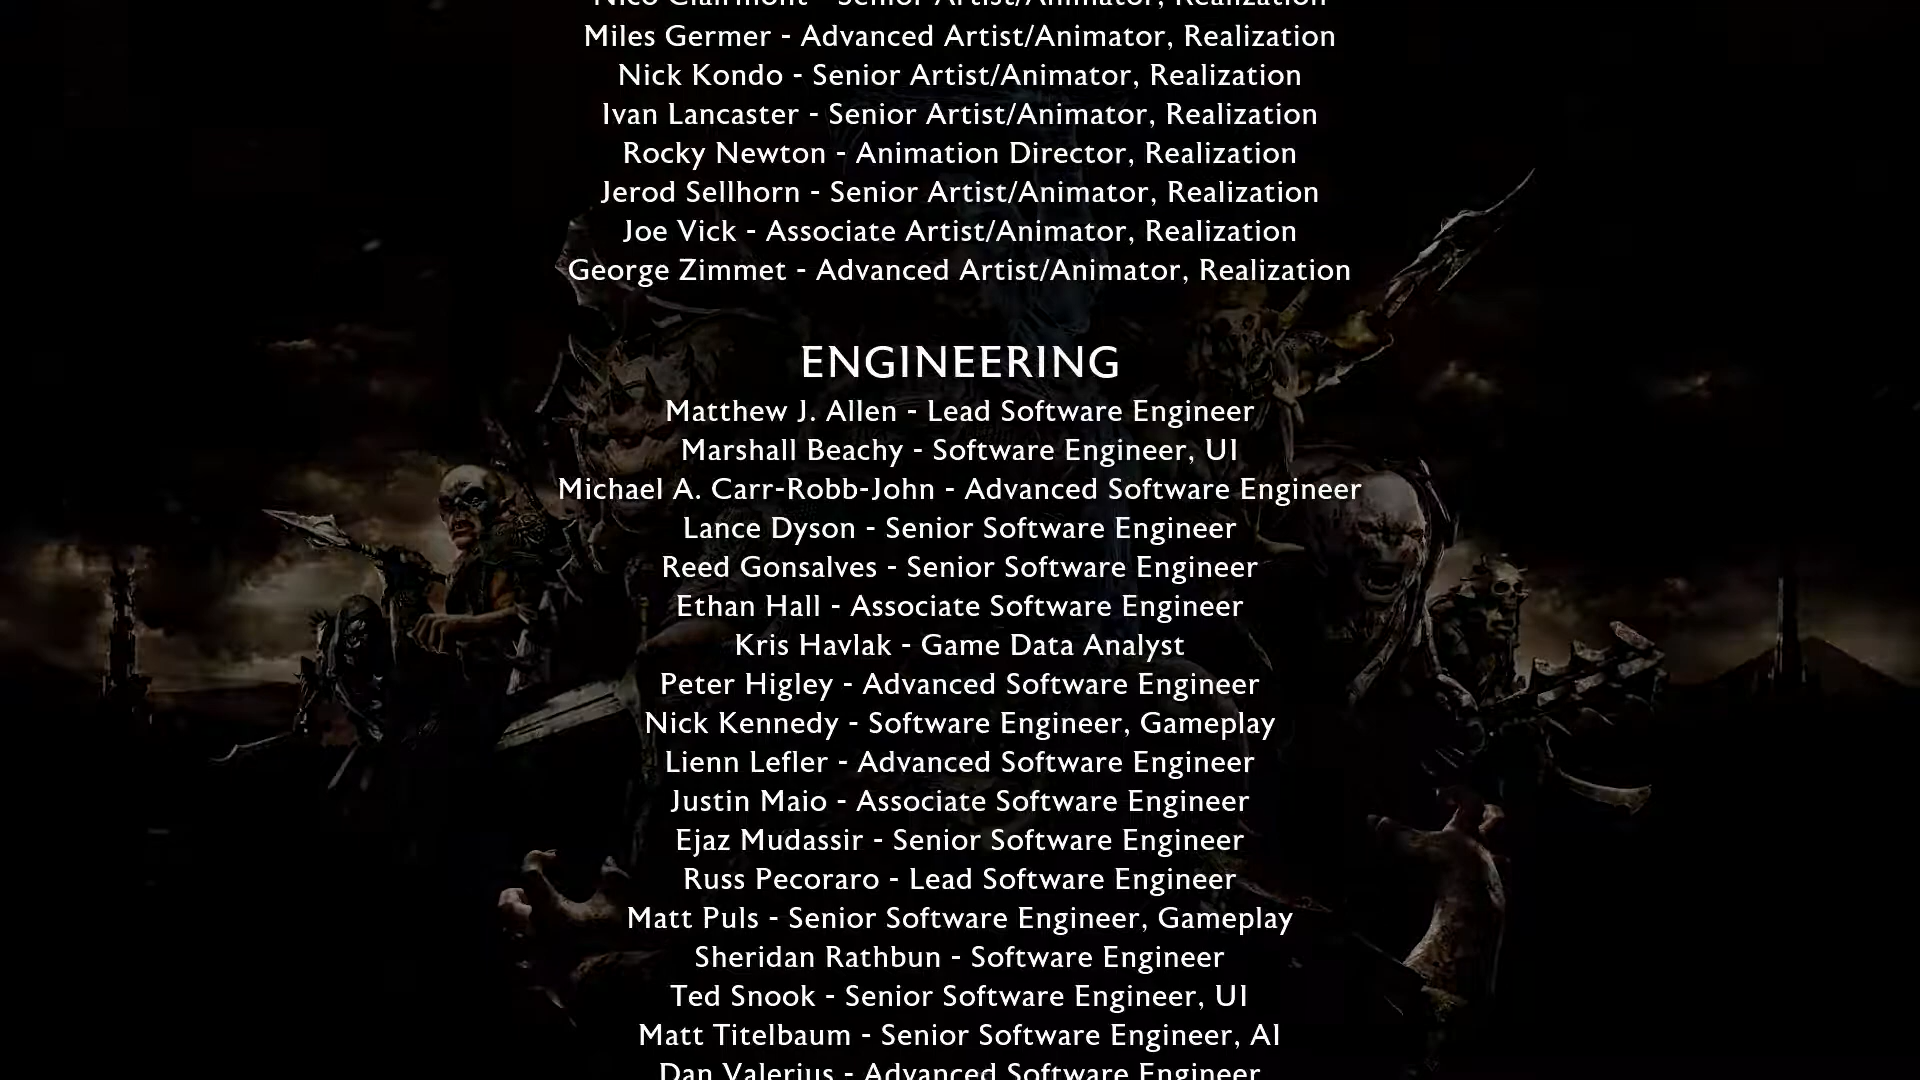 Nico Clairmont - Senior Artist/Animator, Realization
Miles Germer - Advanced Artist/Animator, Realization
Nick Kondo - Senior Artist/Animator, Realization
Ivan Lancaster - Senior Artist/Animator, Realization
Rocky Newton - Animation Director, Realization
Jerod Sellhorn - Senior Artist/Animator, Realization
Joe Vick - Associate Artist/Animator, Realization
George Zimmet - Advanced Artist/Animator, Realization
ENGINEERING
Matthew J. Allen - Lead Software Engineer
Marshall Beachy - Software Engineer, UI
Michael A. Carr-Robb-John - Advanced Software Engineer
Lance Dyson - Senior Software Engineer
Reed Gonsalves - Senior Software Engineer
Ethan Hall - Associate Software Engineer
Kris Havlak - Game Data Analyst
Peter Higley - Advanced Software Engineer
Nick Kennedy - Software Engineer, Gameplay
Lienn Lefler - Advanced Software Engineer
Justin Maio - Associate Software Engineer
Ejaz Mudassir - Senior Software Engineer
Russ Pecoraro - Lead Software Engineer
Matt Puls - Senior Software Engineer, Gameplay
Sheridan Rathbun - Software Engineer
Ted Snook - Senior Software Engineer, UI
Matt Titelbaum - Senior Software Engineer, AI
Dan Valerius - Advanced Software Engineer